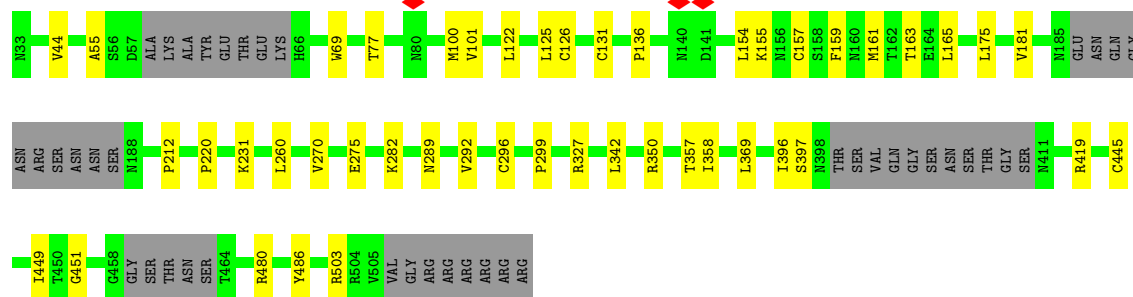 N33 V44 A55 S56 D57 ALA LYS ALA TYR GLU THR GLU LYS H66 W69 T77 N80 M100 V101 L122 L125 C126 C131 P136 N140 D141 L154 K155 N156 C157 S158 F159 N160 M161 T162 T163 E164 L165 L175 V181 N185 GLU ASN GLN GLY
ASN ARG SER ASN ASN SER N188 P212 P220 K231 L260 V270 E275 K282 N289 V292 C296 P299 R327 L342 R350 T357 I358 L369 I396 S397 N398 THR SER VAL GLN GLY GLY SER ASN SER THR GLY SER N411 R419 C445
I449 T450 G451 G458 GLY SER THR ASN SER T464 R480 Y486 R503 R504 V505 VAL GLY ARG ARG ARG ARG ARG ARG